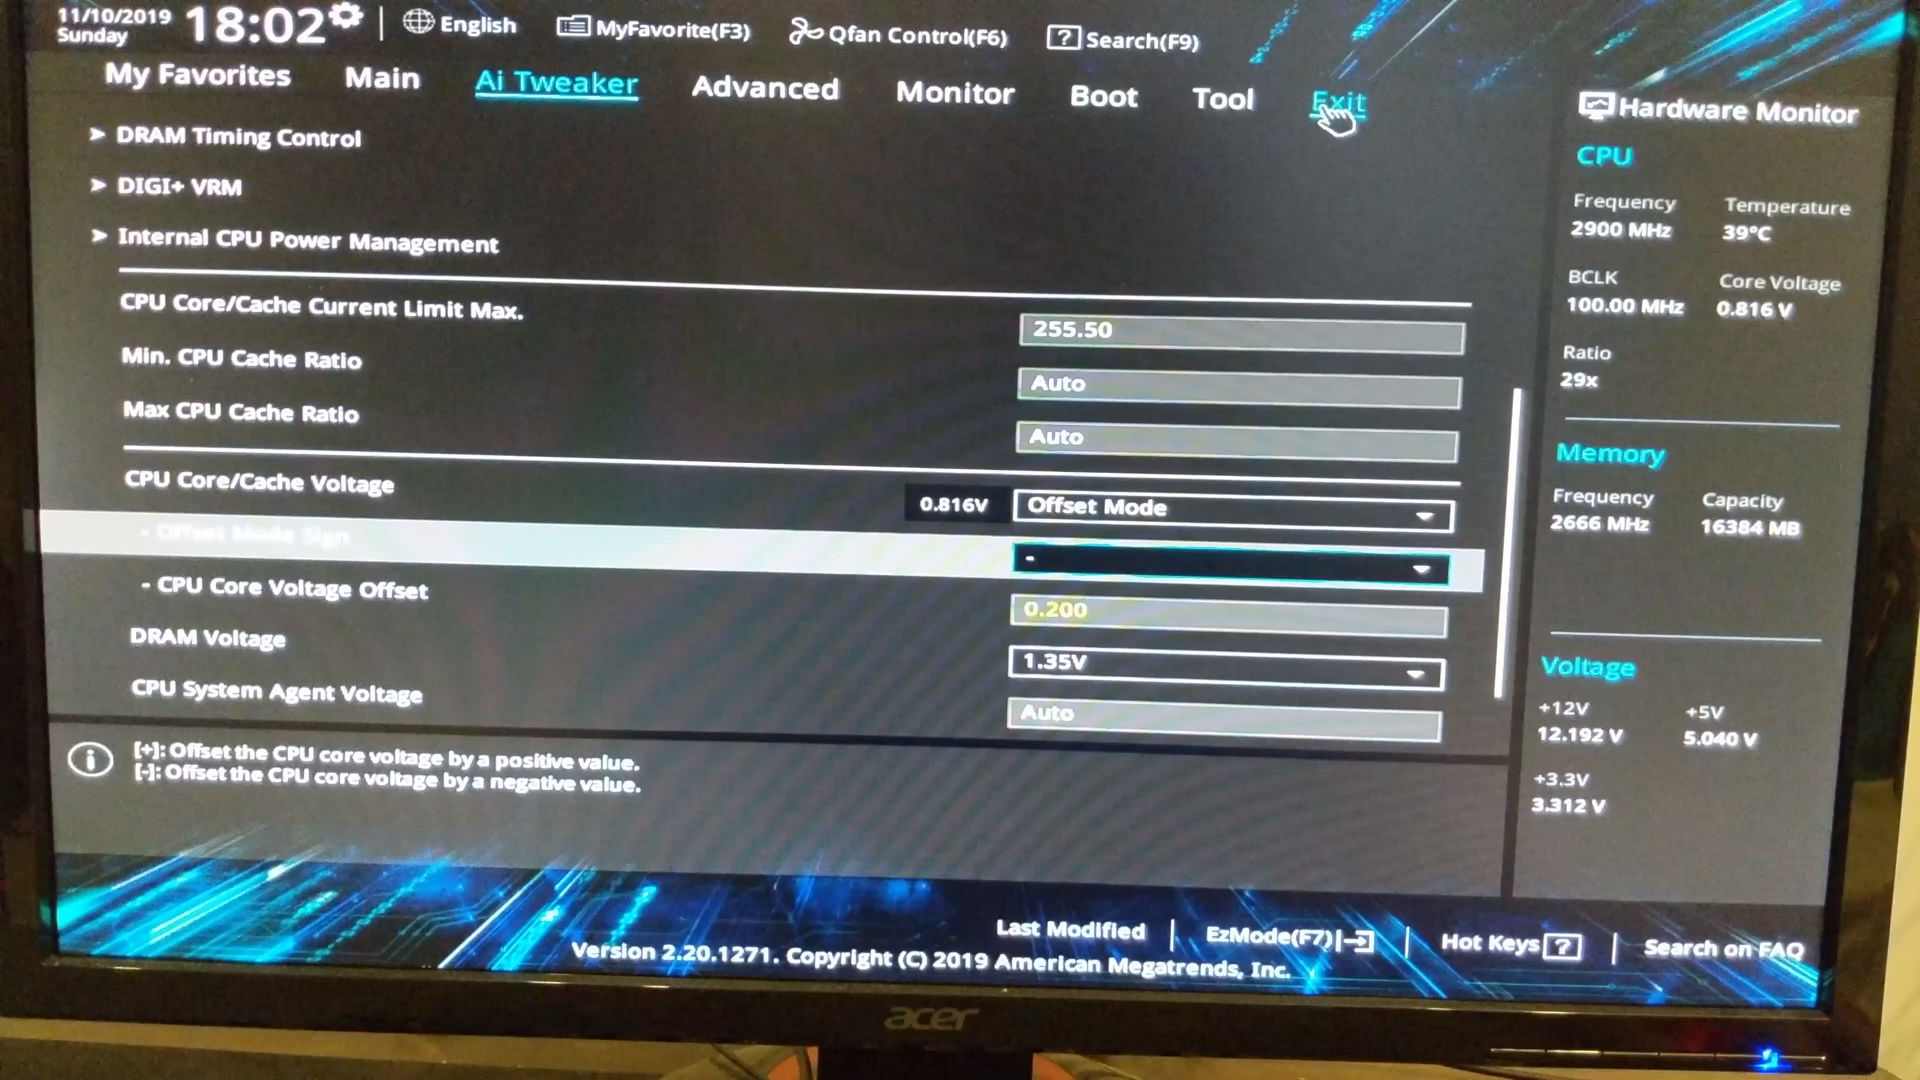 11/10/2019
Sunday
18:02
English
MyFavorite(F3)
Qfan Control(F6)
? Search(F9)
My Favorites
Main
Ai Tweaker
Advanced
Monitor
Boot
Tool
Exit
> DRAM Timing Control
> DIGI+ VRM
> Internal CPU Power Management
CPU Core/Cache Current Limit Max.
255.50
Min. CPU Cache Ratio
Auto
Max CPU Cache Ratio
Auto
CPU Core/Cache Voltage
0.816V
Offset Mode
- Offset Mode Sign
-
- CPU Core Voltage Offset
0.200
DRAM Voltage
1.35V
CPU System Agent Voltage
Auto
i
[+]: Offset the CPU core voltage by a positive value.
[-]: Offset the CPU core voltage by a negative value.
Hardware Monitor
CPU
Frequency Temperature
2900 MHz 39°C
BCLK Core Voltage
100.00 MHz 0.816 V
Ratio
29x
Memory
Frequency Capacity
2666 MHz 16384 MB
Voltage
+12V +5V
12.192 V 5.040 V
+3.3V
3.312 V
Last Modified
EzMode(F7)
Hot Keys ?
Search on FAQ
Version 2.20.1271. Copyright (C) 2019 American Megatrends, Inc.
acer